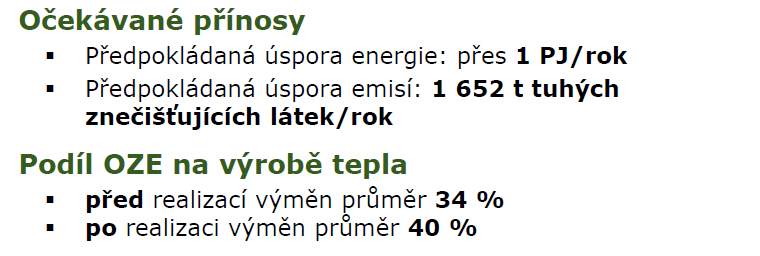 Očekávané přínosy
▪ Předpokládaná úspora energie: přes 1 PJ/rok
▪ Předpokládaná úspora emisí: 1 652 t tuhých
znečišťujících látek/rok
Podíl OZE na výrobě tepla
▪ před realizací výměn průměr 34 %
▪ po realizaci výměn průměr 40 %